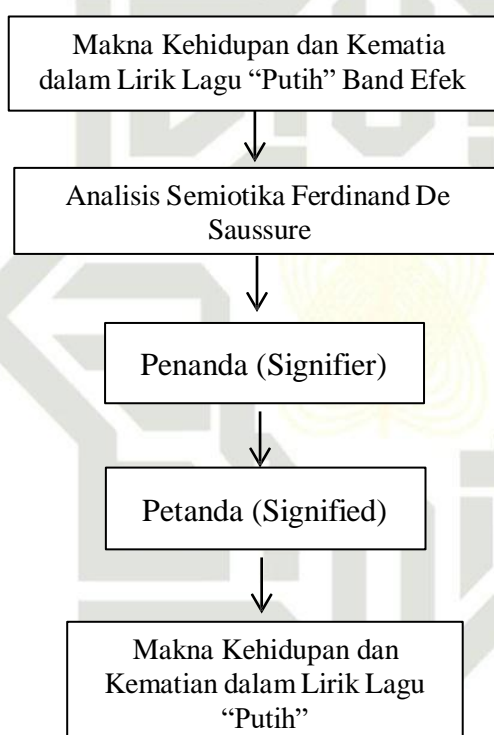 Makna Kehidupan dan Kematia
dalam Lirik Lagu “Putih” Band Efek
Analisis Semiotika Ferdinand De
Saussure
Penanda (Signifier)
Petanda (Signified)
Makna Kehidupan dan
Kematian dalam Lirik Lagu
“Putih”